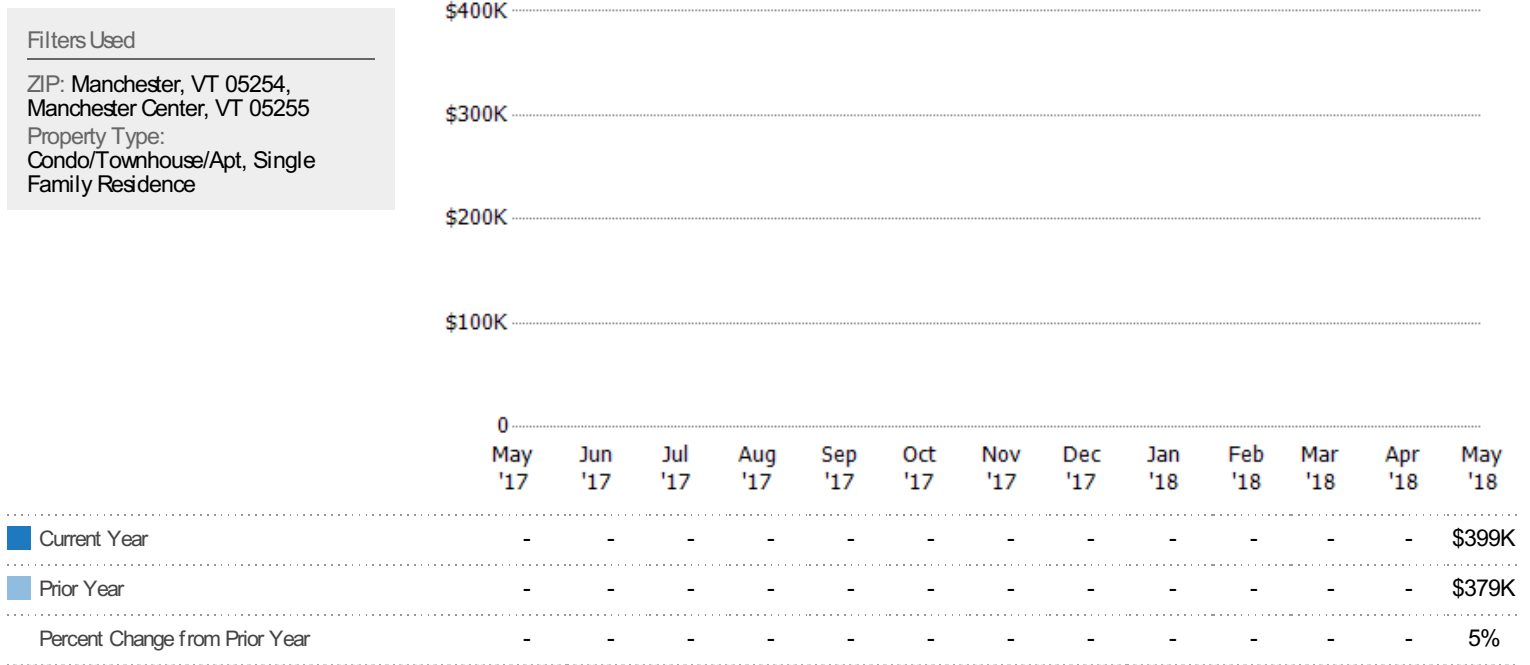 Filters Used
ZIP: Manchester, VT 05254,
Manchester Center, VT 05255
Property Type:
Condo/Townhouse/Apt, Single
Family Residence
$400K
$300K
$200K
$100K
0
May Jun Jul Aug Sep Oct Nov Dec Jan Feb Mar Apr May
'17 '17 '17 '17 '17 '17 '17 '17 '18 '18 '18 '18 '18
Current Year - - - - - - - - - - - - $399K
Prior Year - - - - - - - - - - - - $379K
Percent Change from Prior Year - - - - - - - - - - - - 5%